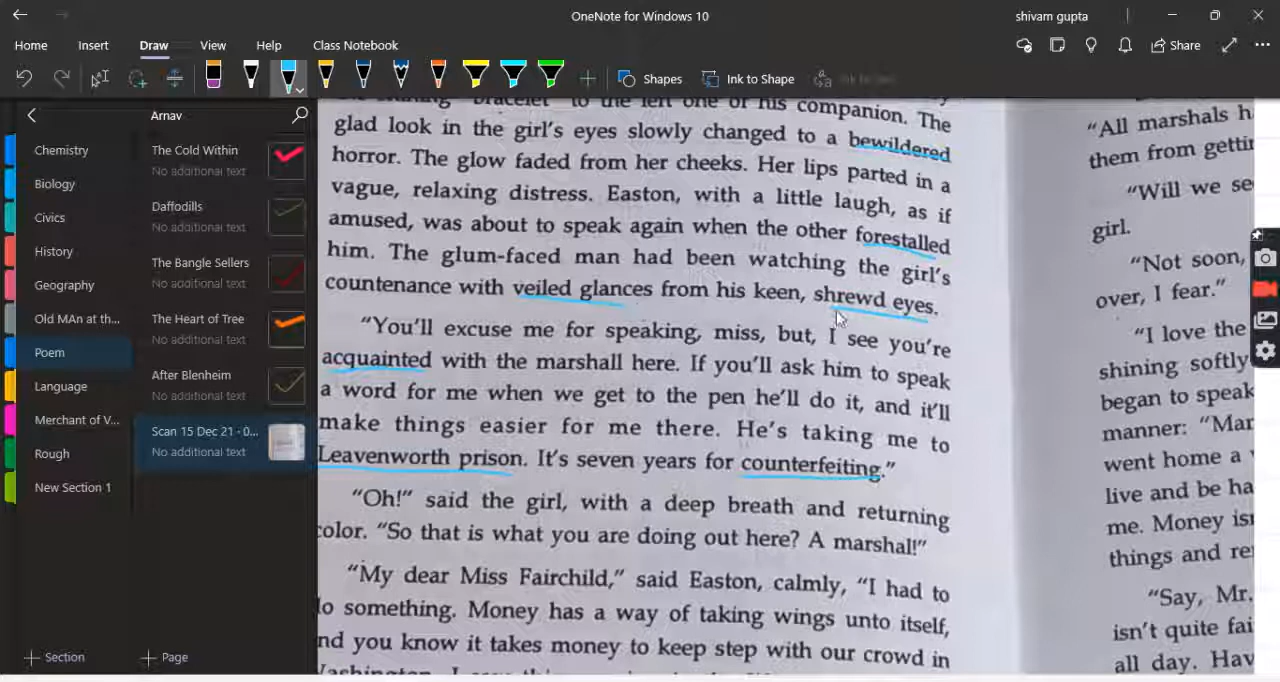 OneNote for Windows 10
shivam gupta
Home Insert Draw View Help Class Notebook
Share
Shapes
Ink to Shape
Arnav
Chemistry
Biology
Civics
History
Geography
Old MAn at th...
Poem
Language
Merchant of V...
Rough
New Section 1
The Cold Within
No additional text
Daffodils
No additional text
The Bangle Sellers
No additional text
The Heart of Tree
No additional text
After Blenheim
No additional text
Scan 15 Dec 21 - 0...
No additional text
Section
Page
bracelet" to the left one of his companion. The
glad look in the girl's eyes slowly changed to a bewildered
horror. The glow faded from her cheeks. Her lips parted in a
vague, relaxing distress. Easton, with a little laugh, as if
amused, was about to speak again when the other forestalled
him. The glum-faced man had been watching the girl's
countenance with veiled glances from his keen, shrewd eyes.
"You'll excuse me for speaking, miss, but, I see you're
acquainted with the marshall here. If you'll ask him to speak
a word for me when we get to the pen he'll do it, and it'll
make things easier for me there. He's taking me to
Leavenworth prison. It's seven years for counterfeiting."
"Oh!" said the girl, with a deep breath and returning
color. "So that is what you are doing out here? A marshal!"
"My dear Miss Fairchild," said Easton, calmly, "I had to
do something. Money has a way of taking wings unto itself,
and you know it takes money to keep step with our crowd in
"All marshals h
them from
"Will we
girl.
"Not soon,
over, I fear."
"I love the
shining softly
began to speak
manner:
went home a
live and be
me. Money
things and
"Say, Mr.
isn't quite
all day.